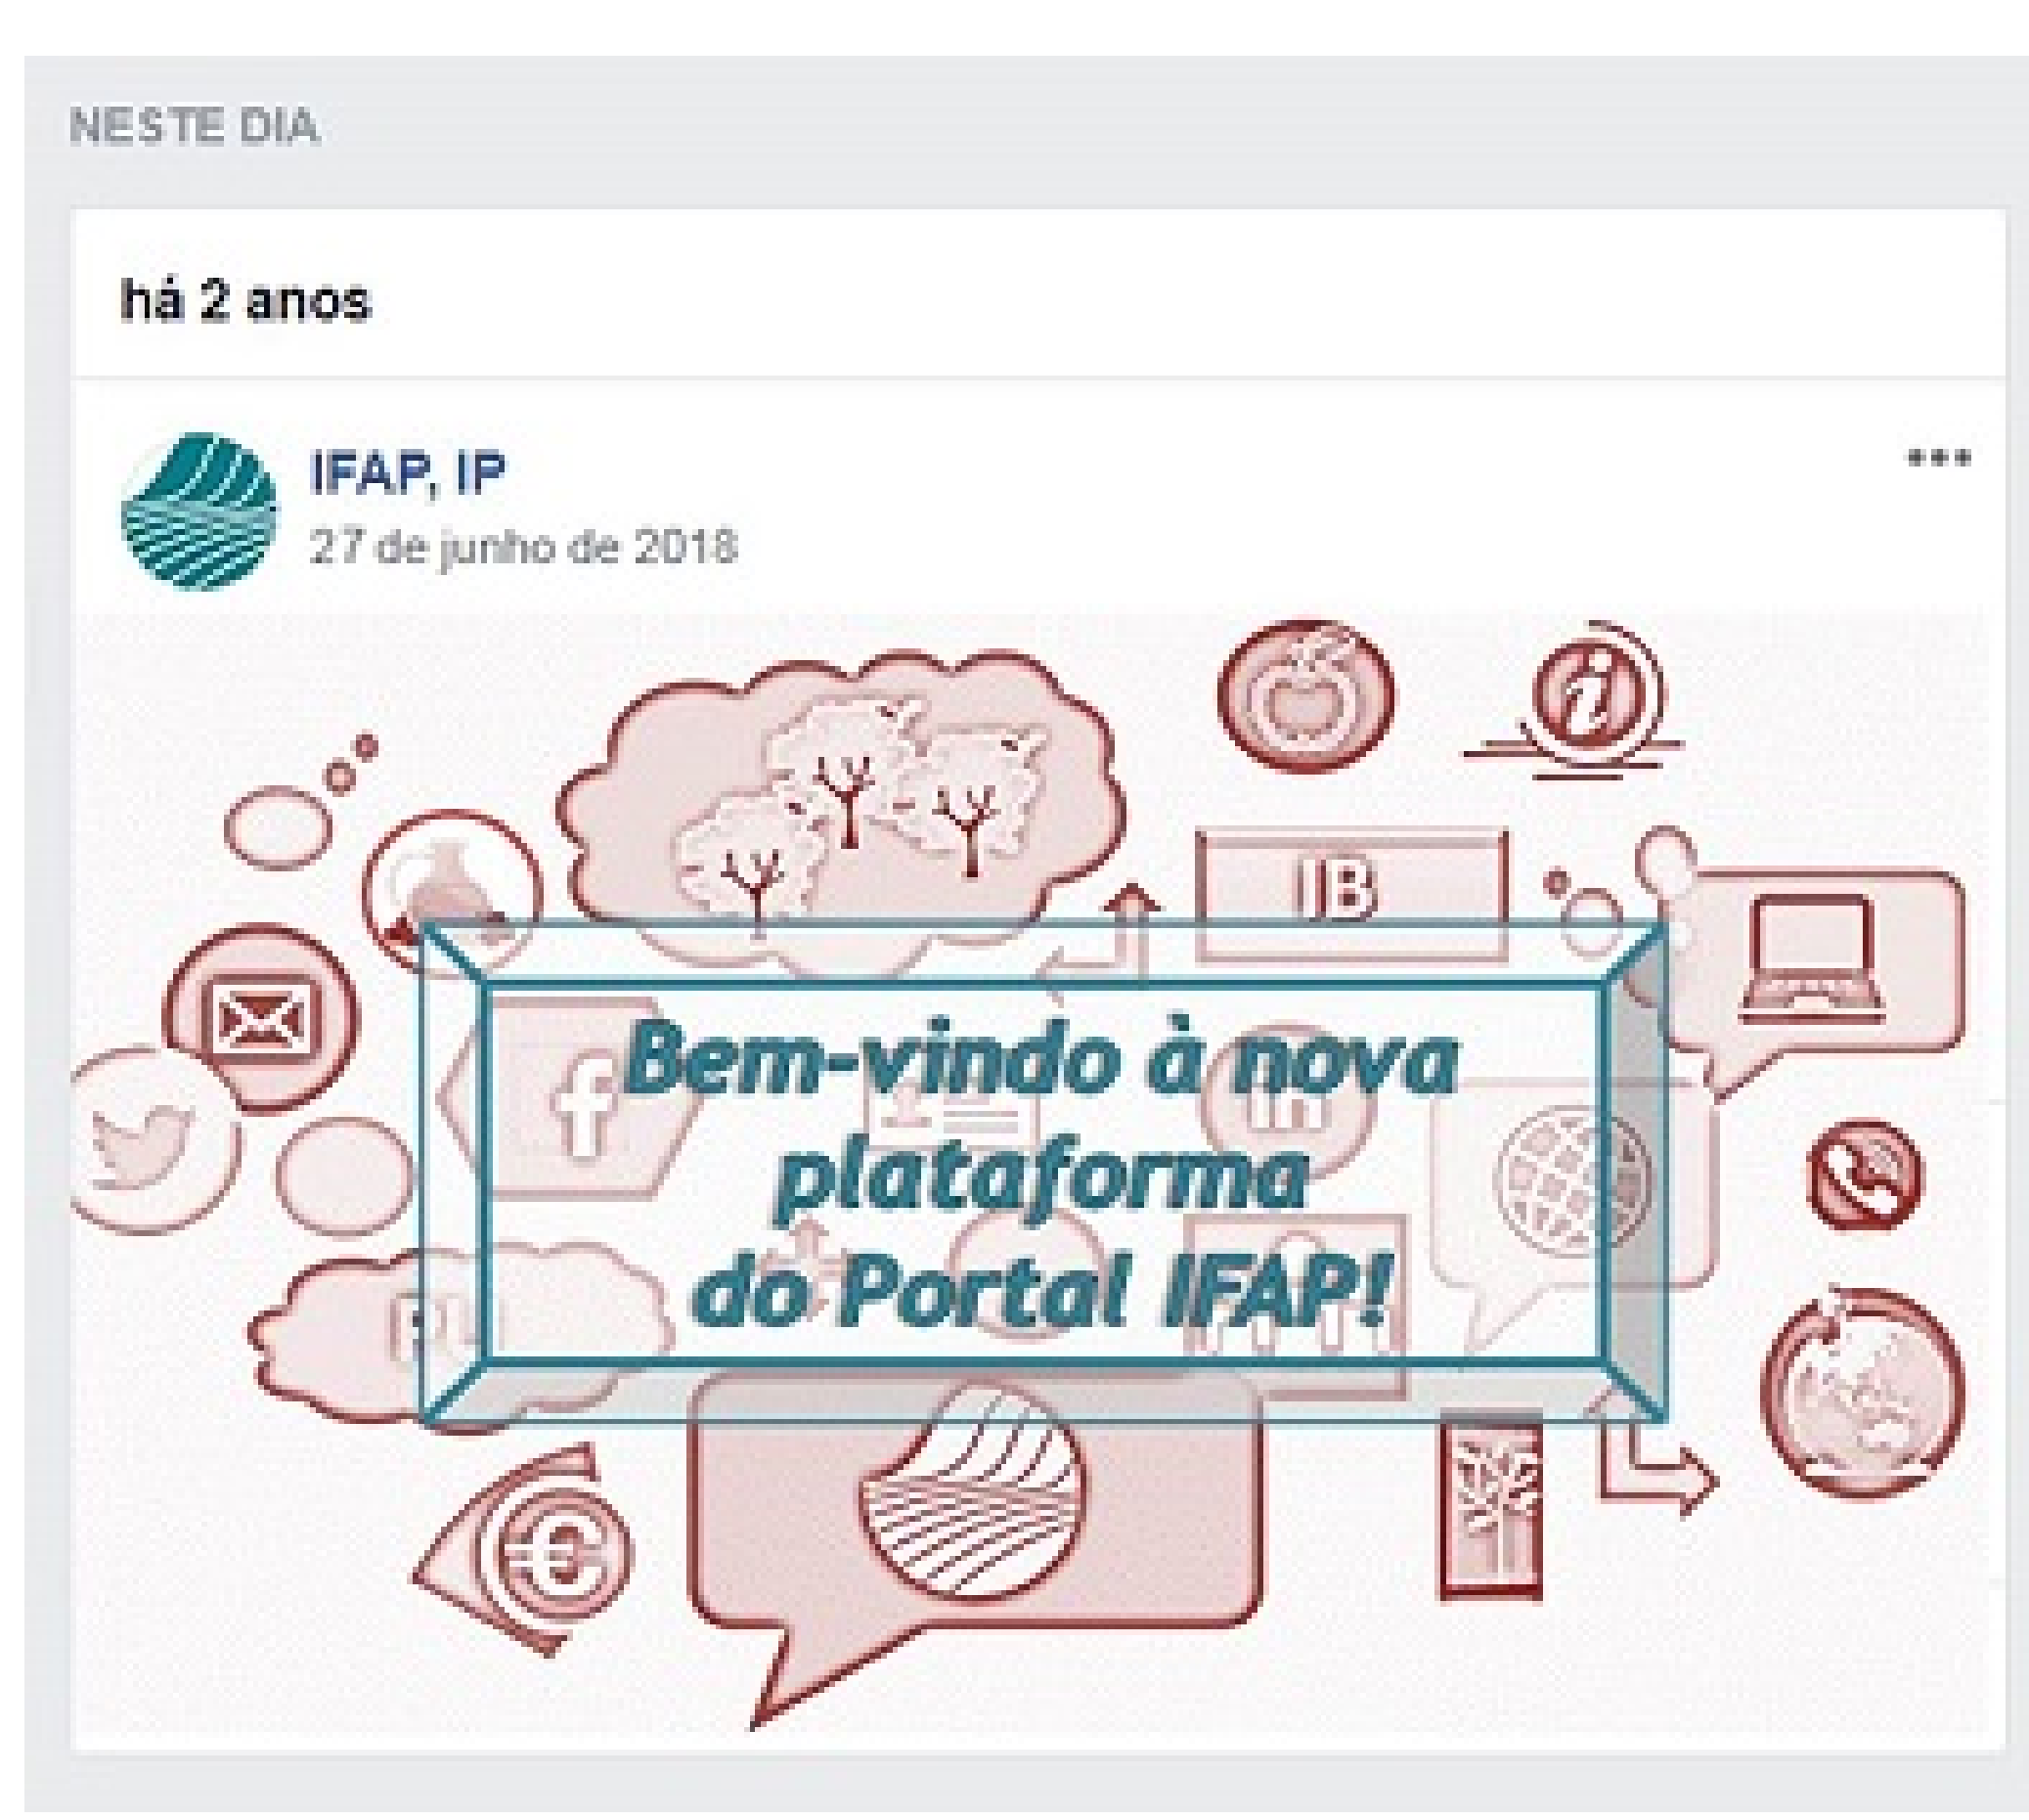 NESTE DIA
há 2 anos
IFAP, IP
27 de junho de 2018
IB
Bem-vindo à nova
plataforma
do Portal IFAP!